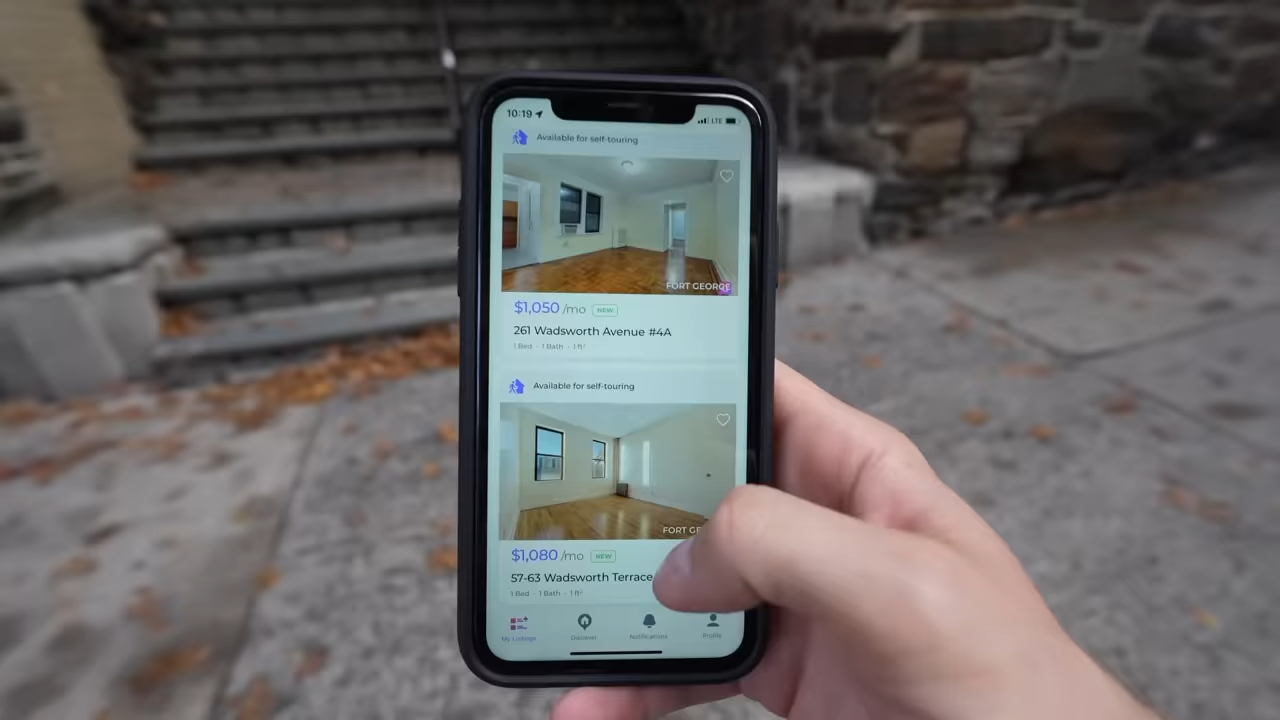 10:19
LTE
Available for self-touring
FORT GEORGE
$1,050 /mo NEW
261 Wadsworth Avenue #4A
1 Bed · 1 Bath · 1 ft²
Available for self-touring
FORT GE
$1,080 /mo NEW
57-63 Wadsworth Terrace
1 Bed · 1 Bath · 1 ft²
My Listings Discover Notifications Profile